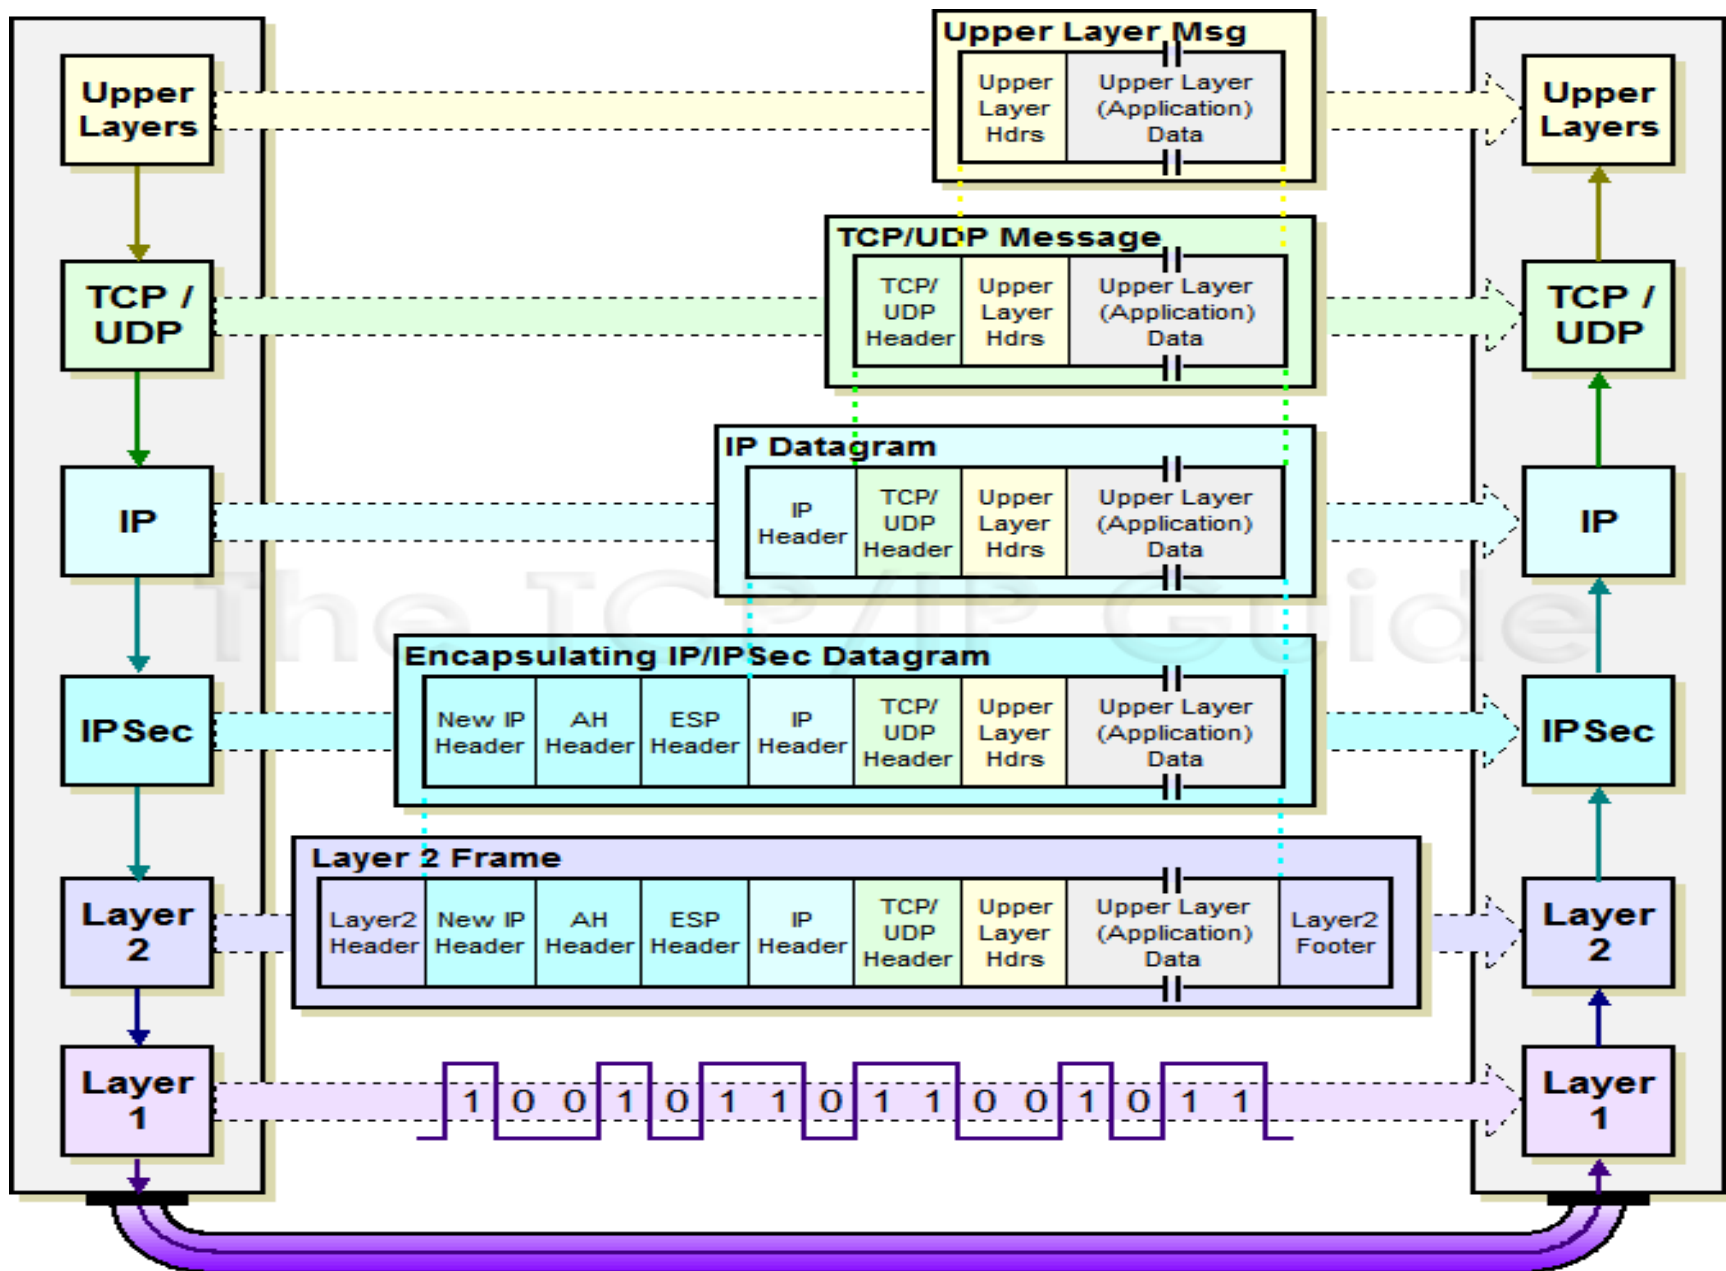 Upper Layer Msg
Upper
Layers
Upper
Layer
Hdrs
Upper Layer
(Application)
Data
Upper
Layers
TCP/UDP Message
TCP /
UDP
TCP/
UDP
Header
Upper
Layer
Hdrs
Upper Layer
(Application)
Data
TCP /
UDP
IP Datagram
IP
IP
Header
TCP/
UDP
Header
Upper
Layer
Hdrs
Upper Layer
(Application)
Data
IP
The TCP/IP Guide
Encapsulating IP/IPSec Datagram
IPSec
New IP
Header
AH
Header
ESP
Header
IP
Header
TCP/
UDP
Header
Upper
Layer
Hdrs
Upper Layer
(Application)
Data
IPSec
Layer 2 Frame
Layer
2
Layer2
Header
New IP
Header
AH
Header
ESP
Header
IP
Header
TCP/
UDP
Header
Upper
Layer
Hdrs
Upper Layer
(Application)
Data
Layer2
Footer
Layer
2
Layer
1
1 0 0 1 0 1 1 0 1 1 0 0 1 0 1 1
Layer
1